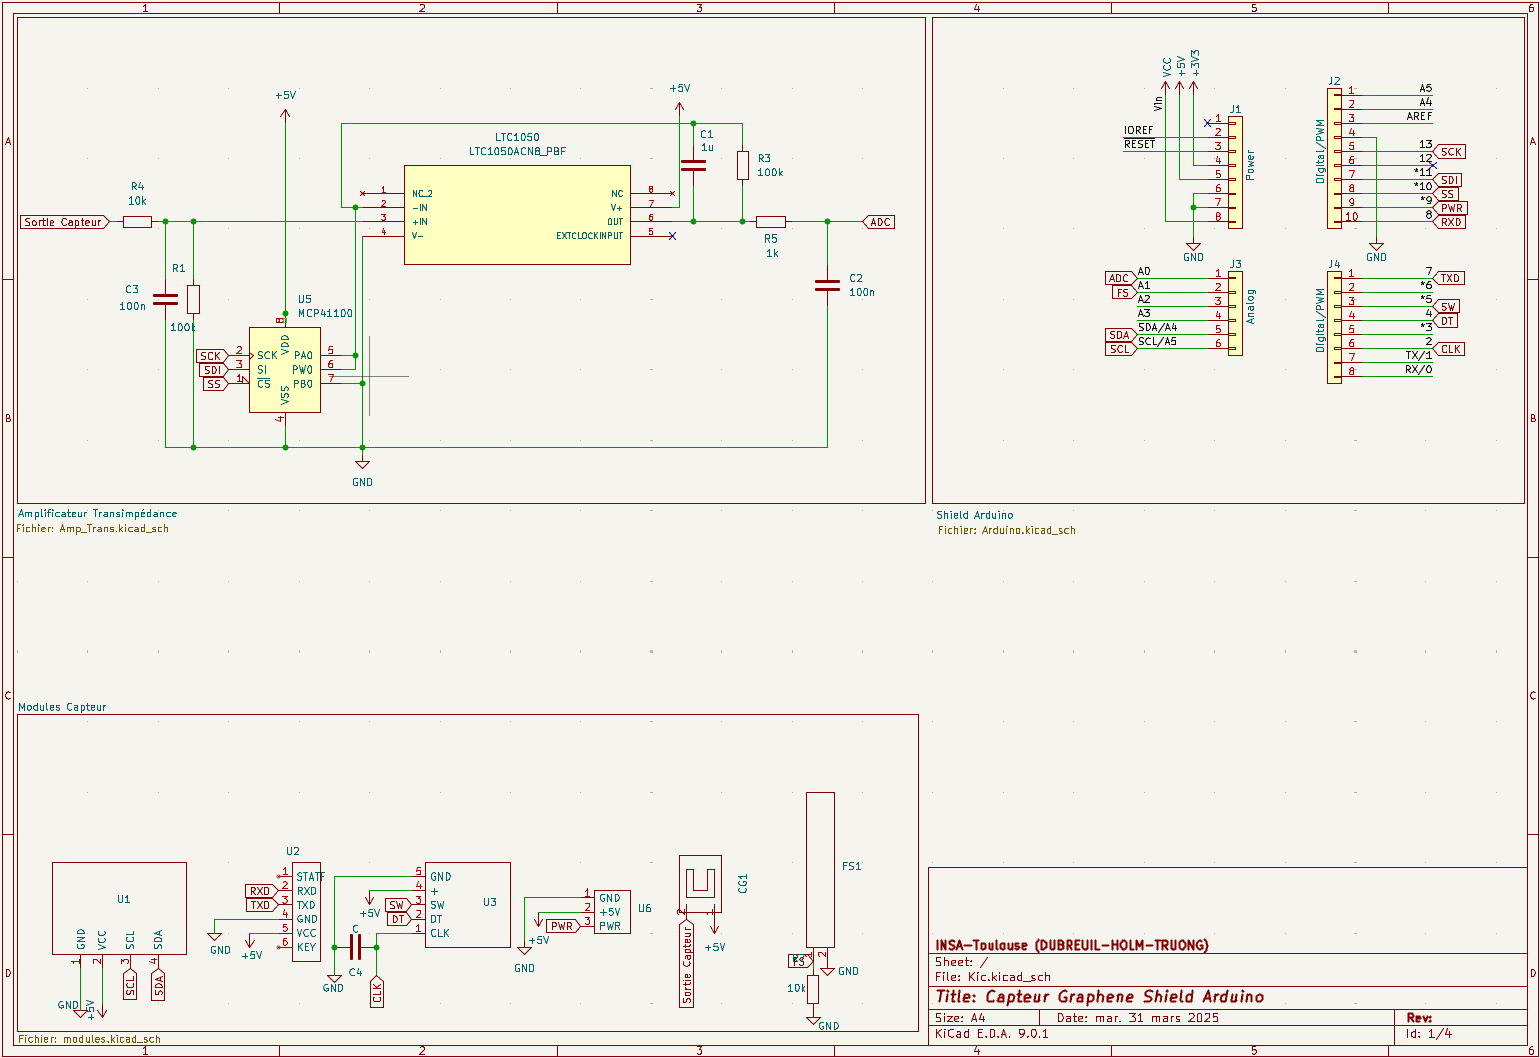 1 2 3 4 5 6
A
B
C
D
+5V
LTC1050
LTC1050ACN8_PBF
+5V
C1
1u
R3
100k
R4
10k
1 NC_2
2 -IN
3 +IN
4 V-
NC 8
V+ 7
OUT 6
EXTCLOCKINPUT 5
Sortie Capteur
R5
1k
ADC
R1
100k
C3
100n
C2
100n
U5
MCP41100
8
VDD
SCK 2 SCK
SDI 3 SI
SS 1 CS
PA0 5
PW0 6
PB0 7
VSS
4
GND
Amplificateur Transimpédance
Fichier: Amp_Trans.kicad_sch
VCC
+5V
+3V3
Vin
J1
IOREF
RESET
1
2
3
4
5
6
7
8
Power
GND
J2
Digital/PWM
1 A5
2 A4
3 AREF
4
5 13 SCK
6 12
7 *11 SDI
8 *10 SS
9 *9 PWR
10 8 RXD
GND
J3
ADC A0 1
FS A1 2
A2 3
A3 4
SDA SDA/A4 5
SCL SCL/A5 6
Analog
J4
Digital/PWM
1 7 TXD
2 *6
3 *5 SW
4 4 DT
5 *3
6 2 CLK
7 TX/1
8 RX/0
Shield Arduino
Fichier: Arduino.kicad_sch
Modules Capteur
U1
GND
VCC
SCL
SDA
1
2
3
4
GND
+5V
SCL
SDA
U2
1 STATF
RXD 2 RXD
TXD 3 TXD
4 GND
5 VCC
6 KEY
GND
+5V
C
C4
GND
CLK
U3
5 GND
4 +
SW 3 SW
DT 2 DT
1 CLK
+5V
U6
1 GND
2 +5V
PWR 3 PWR
+5V
GND
CG1
2
1
Sortie Capteur
+5V
FS1
1
2
FS
10k
GND
GND
Fichier: modules.kicad_sch
INSA-Toulouse (DUBREUIL-HOLM-TRUONG)
Sheet: /
File: Kic.kicad_sch
Title: Capteur Graphene Shield Arduino
Size: A4
Date: mar. 31 mars 2025
Rev:
KiCad E.D.A. 9.0.1
Id: 1/4
A
B
C
D
1 2 3 4 5 6